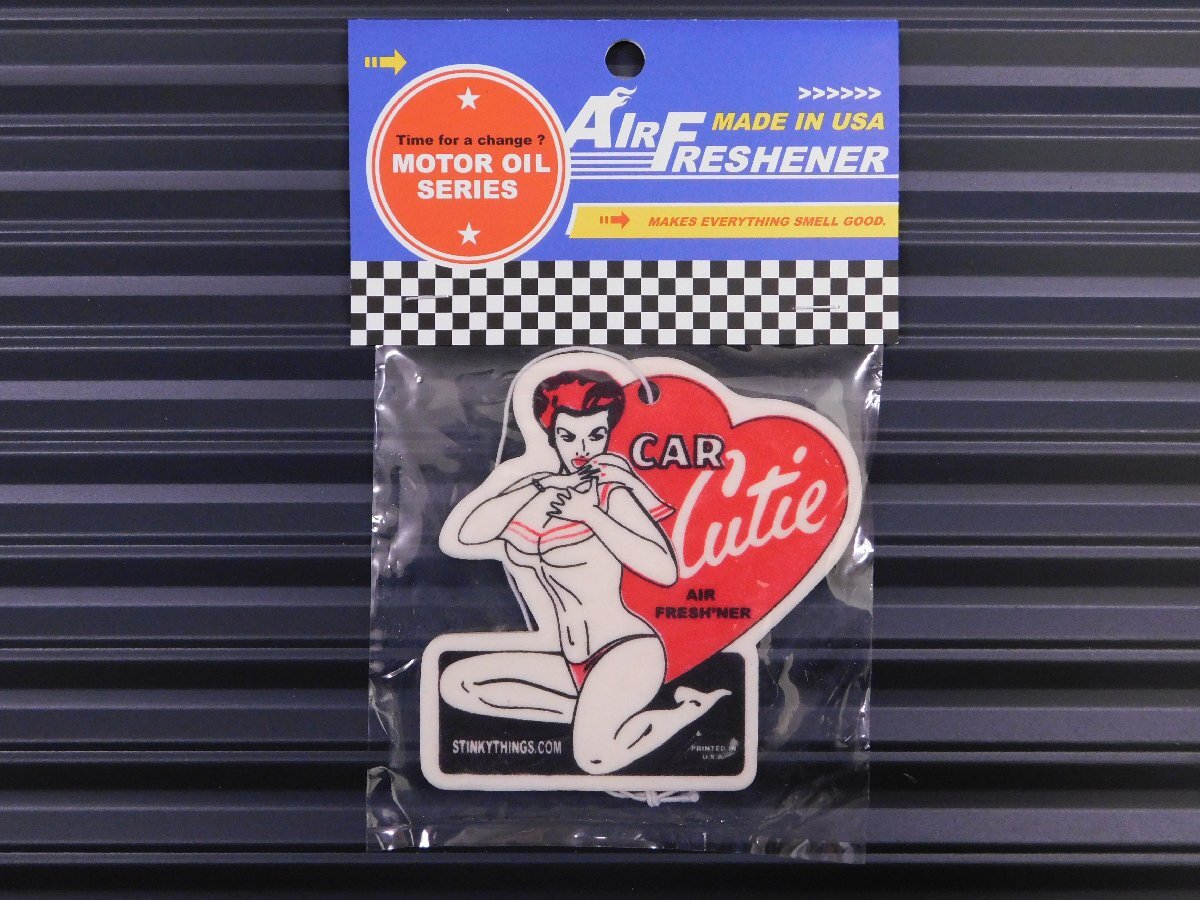 >>>>>>
MADE IN USA
AIR FRESHENER
Time for a change ?
MOTOR OIL
SERIES
MAKES EVERYTHING SMELL GOOD.
CAR
Cutie
AIR
FRESH'NER
STINKYTHINGS.COM
PRINTED IN
U.S.A.